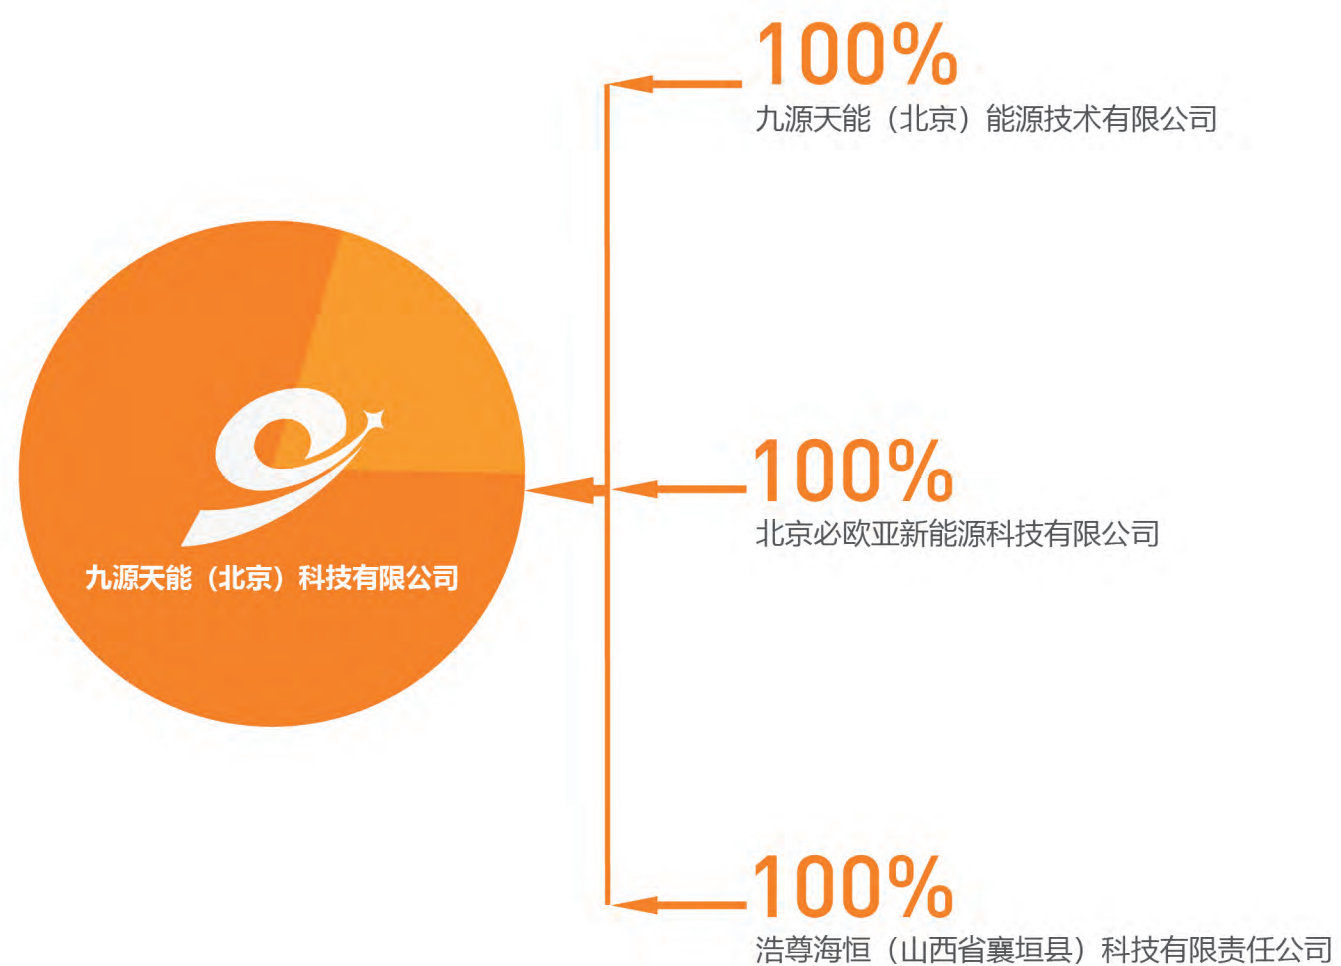 100%
九源天能（北京）能源技术有限公司
九源天能（北京）科技有限公司
100%
北京必欧亚新能源科技有限公司
100%
浩尊海恒（山西省襄垣县）科技有限责任公司